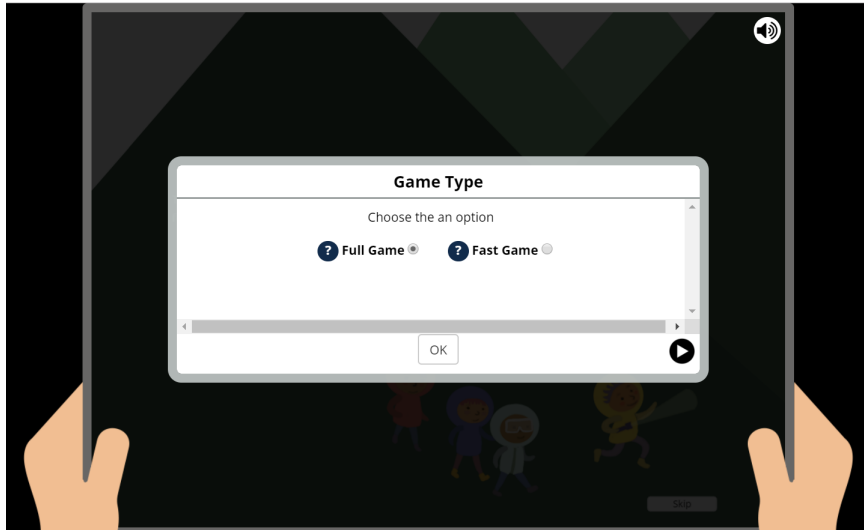 Game Type
Choose the an option
? Full Game ? Fast Game
OK
Skip